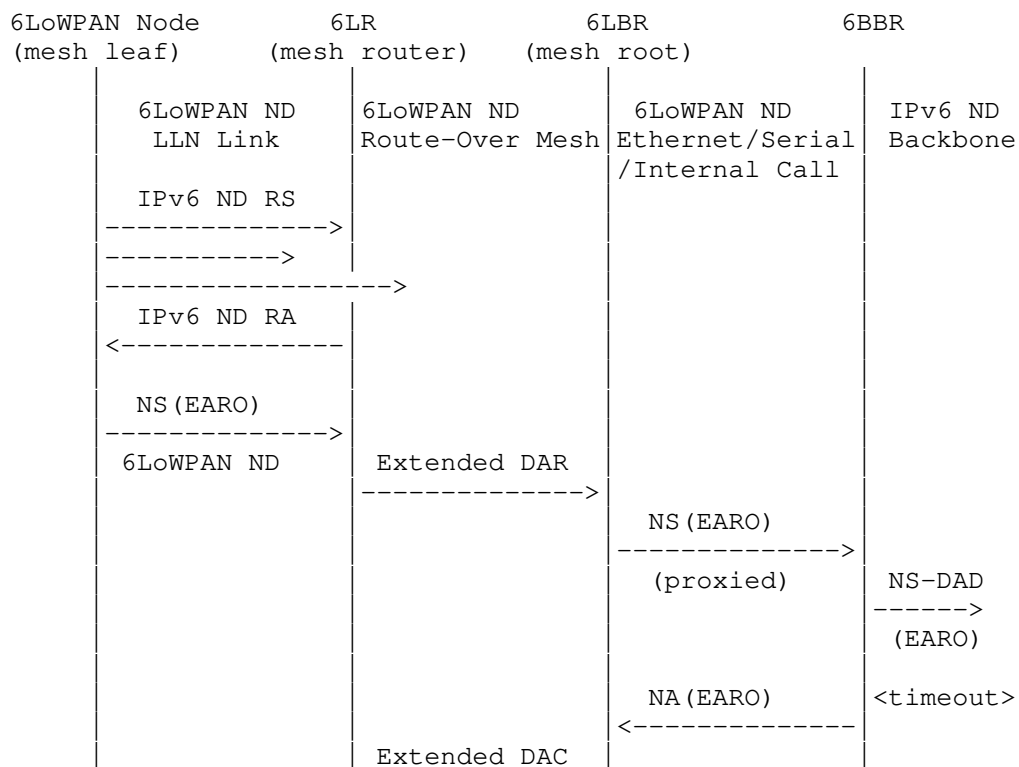 6LoWPAN Node 6LR 6LBR 6BBR
(mesh leaf) (mesh router) (mesh root)
6LoWPAN ND 6LoWPAN ND 6LoWPAN ND IPv6 ND
LLN Link Route-Over Mesh Ethernet/Serial Backbone
/Internal Call
IPv6 ND RS
IPv6 ND RA
NS(EARO)
6LoWPAN ND Extended DAR
NS(EARO)
(proxied) NS-DAD
(EARO)
NA(EARO) <timeout>
Extended DAC